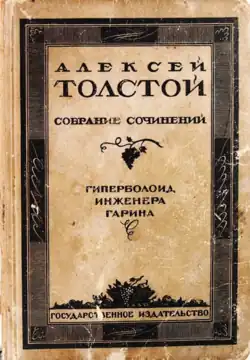 АЛЕКСЕЙ
ТОЛСТОЙ
СОБРАНИЕ СОЧИНЕНИЙ
ГИПЕРБОЛОИД
ИНЖЕНЕРА
ГАРИНА
ГОСУДАРСТВЕННОЕ ИЗДАТЕЛЬСТВО